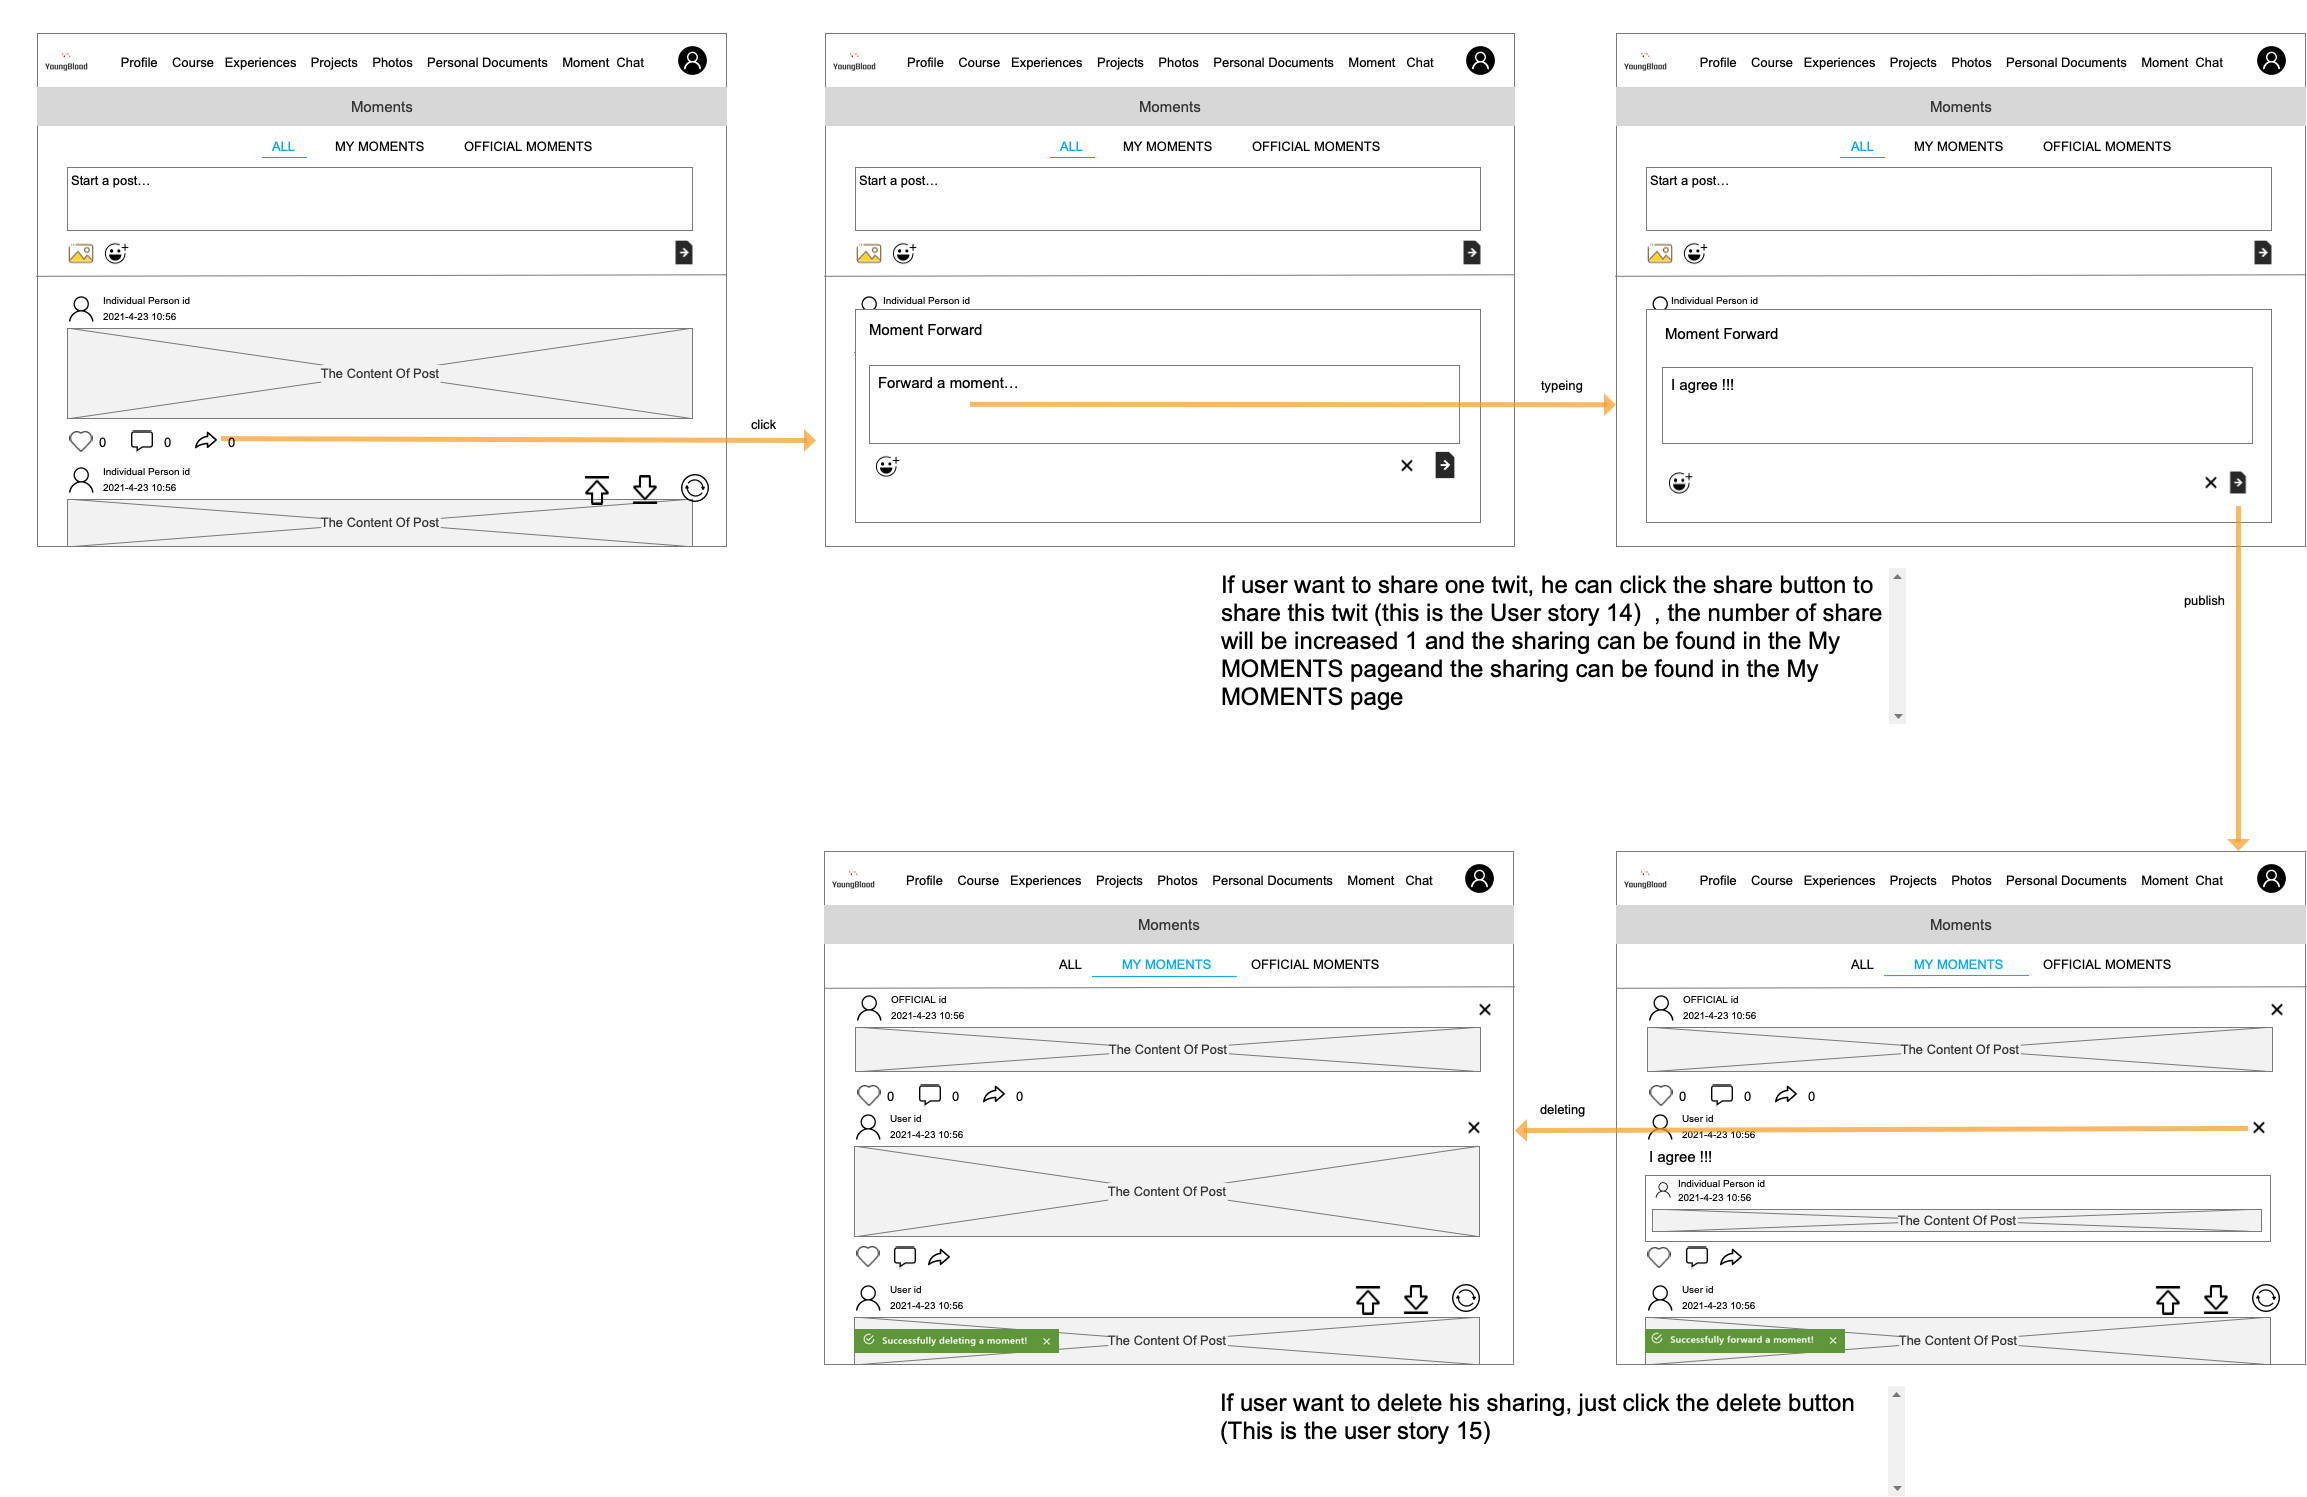 YoungBlood
Profile Course Experiences Projects Photos Personal Documents Moment Chat
Moments
ALL MY MOMENTS OFFICIAL MOMENTS
Start a post...
Individual Person id
2021-4-23 10:56
The Content Of Post
0 0 0
Individual Person id
2021-4-23 10:56
The Content Of Post
click
YoungBlood
Profile Course Experiences Projects Photos Personal Documents Moment Chat
Moments
ALL MY MOMENTS OFFICIAL MOMENTS
Start a post...
Individual Person id
Moment Forward
Forward a moment...
typeing
YoungBlood
Profile Course Experiences Projects Photos Personal Documents Moment Chat
Moments
ALL MY MOMENTS OFFICIAL MOMENTS
Start a post...
Individual Person id
Moment Forward
I agree !!!
If user want to share one twit, he can click the share button to
share this twit (this is the User story 14) , the number of share
will be increased 1 and the sharing can be found in the My
MOMENTS pageand the sharing can be found in the My
MOMENTS page
publish
YoungBlood
Profile Course Experiences Projects Photos Personal Documents Moment Chat
Moments
ALL MY MOMENTS OFFICIAL MOMENTS
OFFICIAL id
2021-4-23 10:56
The Content Of Post
0 0 0
User id
2021-4-23 10:56
The Content Of Post
User id
2021-4-23 10:56
The Content Of Post
Successfully deleting a moment!
deleting
YoungBlood
Profile Course Experiences Projects Photos Personal Documents Moment Chat
Moments
ALL MY MOMENTS OFFICIAL MOMENTS
OFFICIAL id
2021-4-23 10:56
The Content Of Post
0 0 0
User id
2021-4-23 10:56
I agree !!!
Individual Person id
2021-4-23 10:56
The Content Of Post
User id
2021-4-23 10:56
The Content Of Post
Successfully forward a moment!
If user want to delete his sharing, just click the delete button
(This is the user story 15)